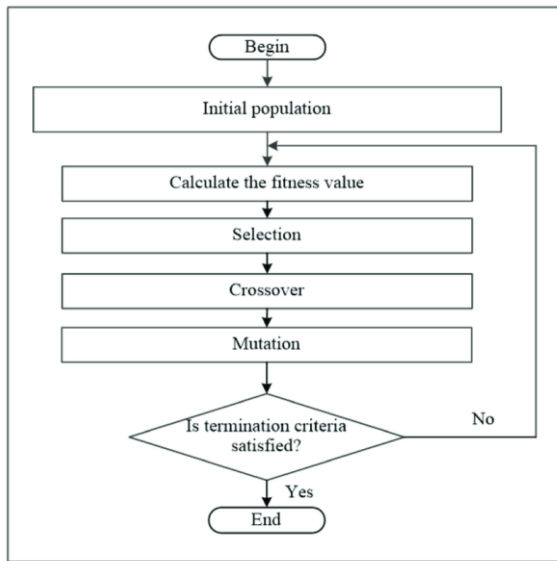 Begin
Initial population
Calculate the fitness value
Selection
Crossover
Mutation
Is termination criteria
satisfied?
No
Yes
End